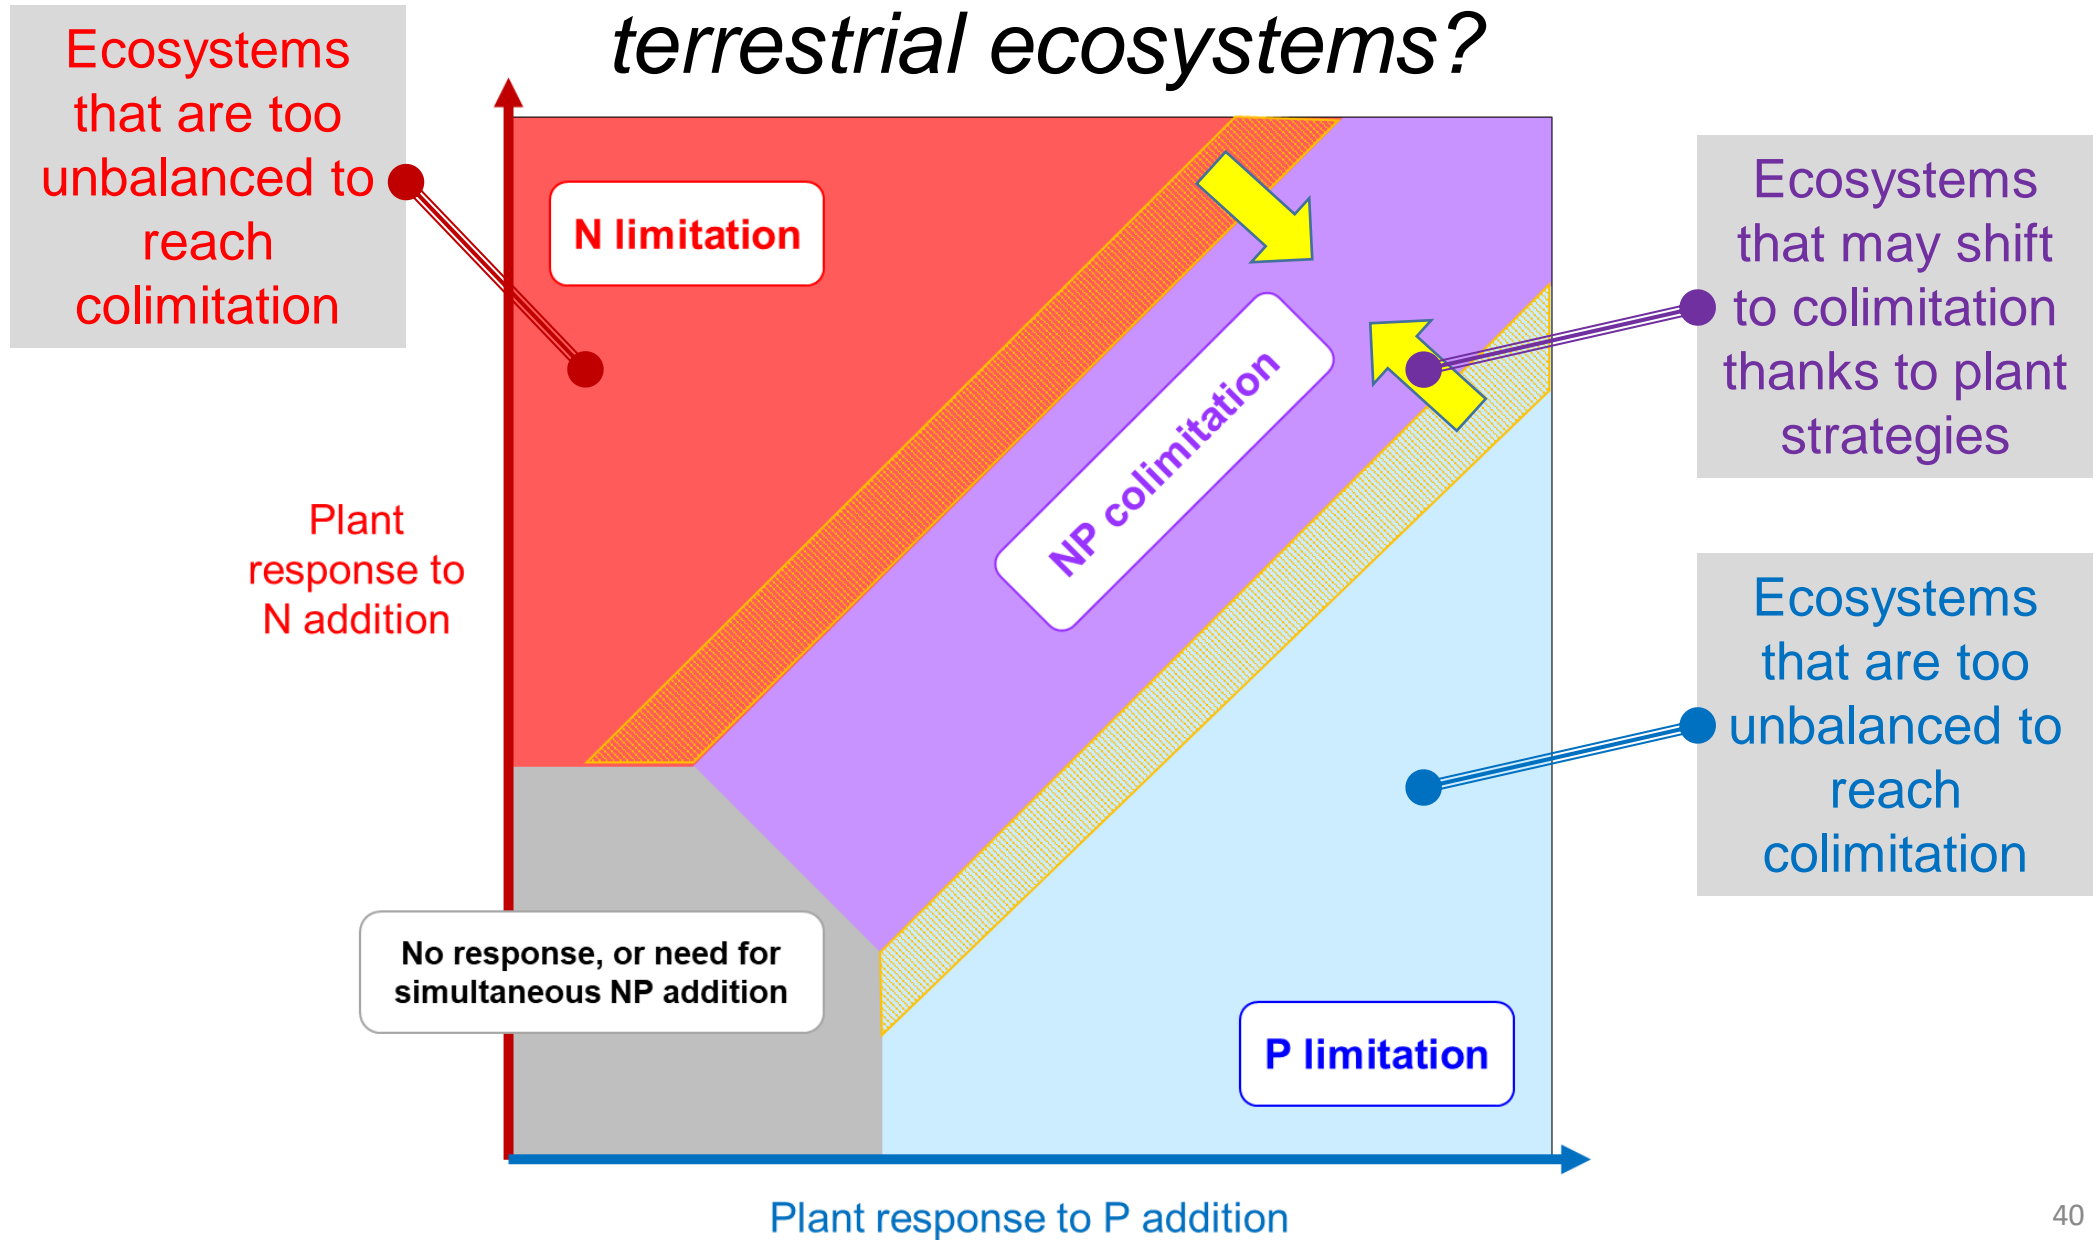 terrestrial ecosystems?
Ecosystems
that are too
unbalanced to
reach
colimitation
N limitation
Ecosystems
that may shift
to colimitation
thanks to plant
strategies
NP colimitation
Plant
response to
N addition
Ecosystems
that are too
unbalanced to
reach
colimitation
No response, or need for
simultaneous NP addition
P limitation
Plant response to P addition
40